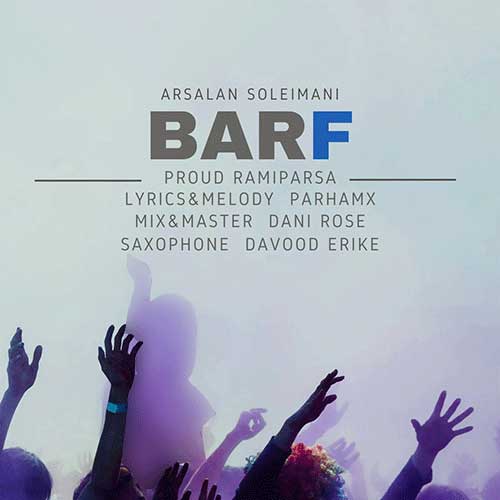 ARSALAN SOLEIMANI
BARF
PROUD RAMIPARSA
LYRICS&MELODY PARHAMX
MIX&MASTER DANI ROSE
SAXOPHONE DAVOOD ERIKE